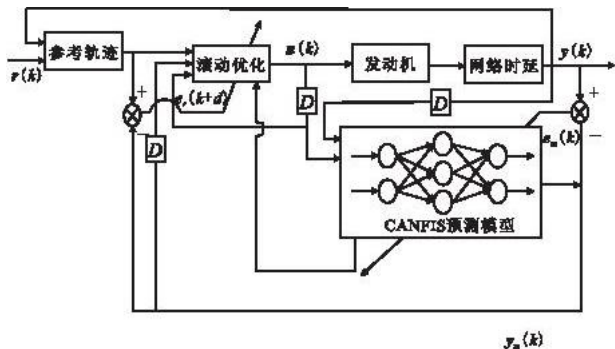 参考轨迹
r(k)
滚动优化
u(k)
发动机
网络时延
y(k)
+
e_r(k+d)
−
D
D
D
+
e_m(k)
−
CANFIS预测模型
y_m(k)